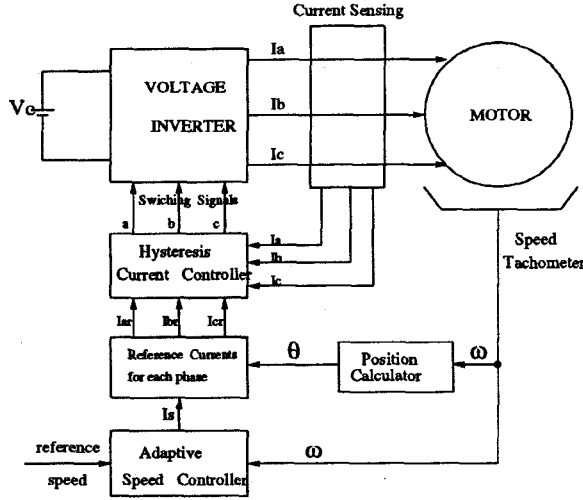 Current Sensing
Ia
VOLTAGE
INVERTER
Vc
Ib
MOTOR
Ic
Swiching Signals
a b c
Speed
Tachometer
Hysteresis
Current Controller
Ia
Ib
Ic
Iar Ibr Icr
Reference Currents
for each phase
θ
Position
Calculator
ω
Is
reference
speed
Adaptive
Speed Controller
ω